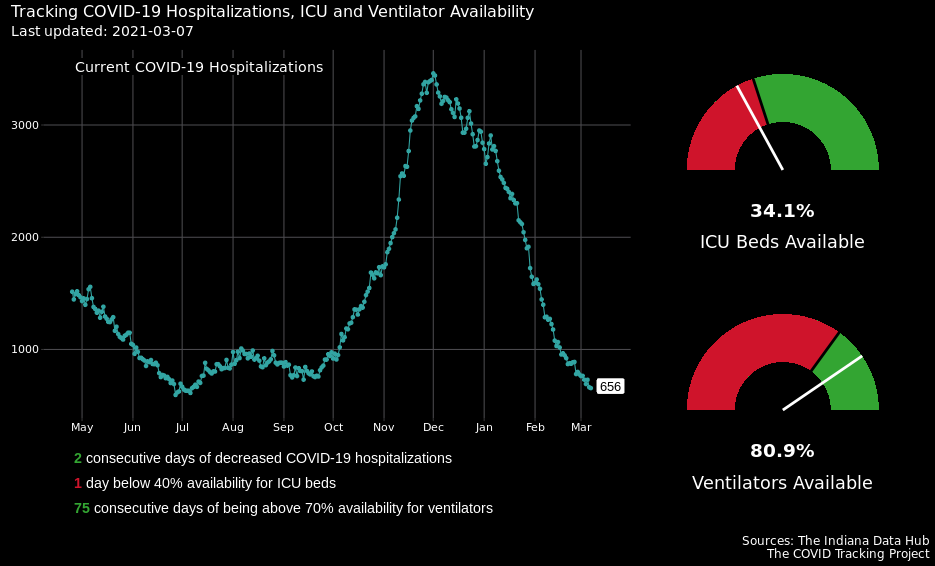 Tracking COVID-19 Hospitalizations, ICU and Ventilator Availability
Last updated: 2021-03-07
Current COVID-19 Hospitalizations
3000
2000
1000
656
May Jun Jul Aug Sep Oct Nov Dec Jan Feb Mar
34.1%
ICU Beds Available
80.9%
Ventilators Available
2 consecutive days of decreased COVID-19 hospitalizations
1 day below 40% availability for ICU beds
75 consecutive days of being above 70% availability for ventilators
Sources: The Indiana Data Hub
The COVID Tracking Project